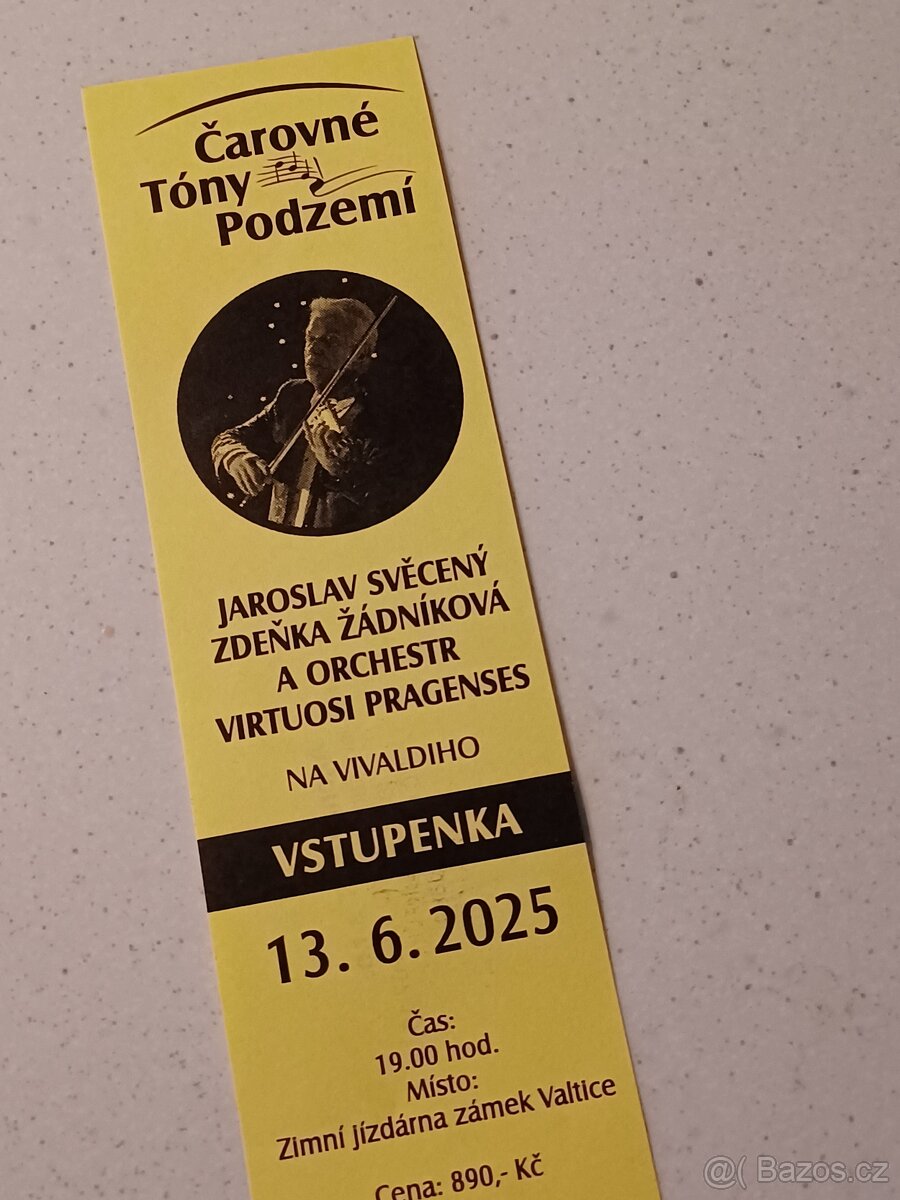 Čarovné
Tóny
Podzemí
JAROSLAV SVĚCENÝ
ZDEŇKA ŽÁDNÍKOVÁ
A ORCHESTR
VIRTUOSI PRAGENSES
NA VIVALDIHO
VSTUPENKA
13. 6. 2025
Čas:
19.00 hod.
Místo:
Zimní jízdárna zámek Valtice
Cena: 890,- Kč
@( Bazos.cz